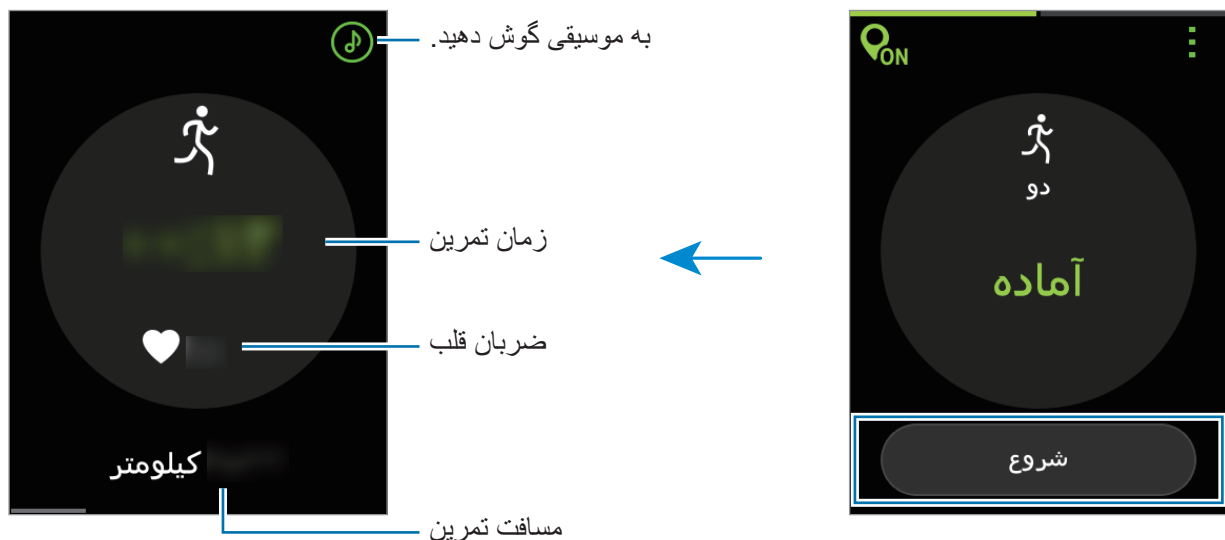 ON
دو
آماده
شروع
به موسیقی گوش دهید.
زمان تمرین
ضربان قلب
کیلومتر
مسافت تمرین